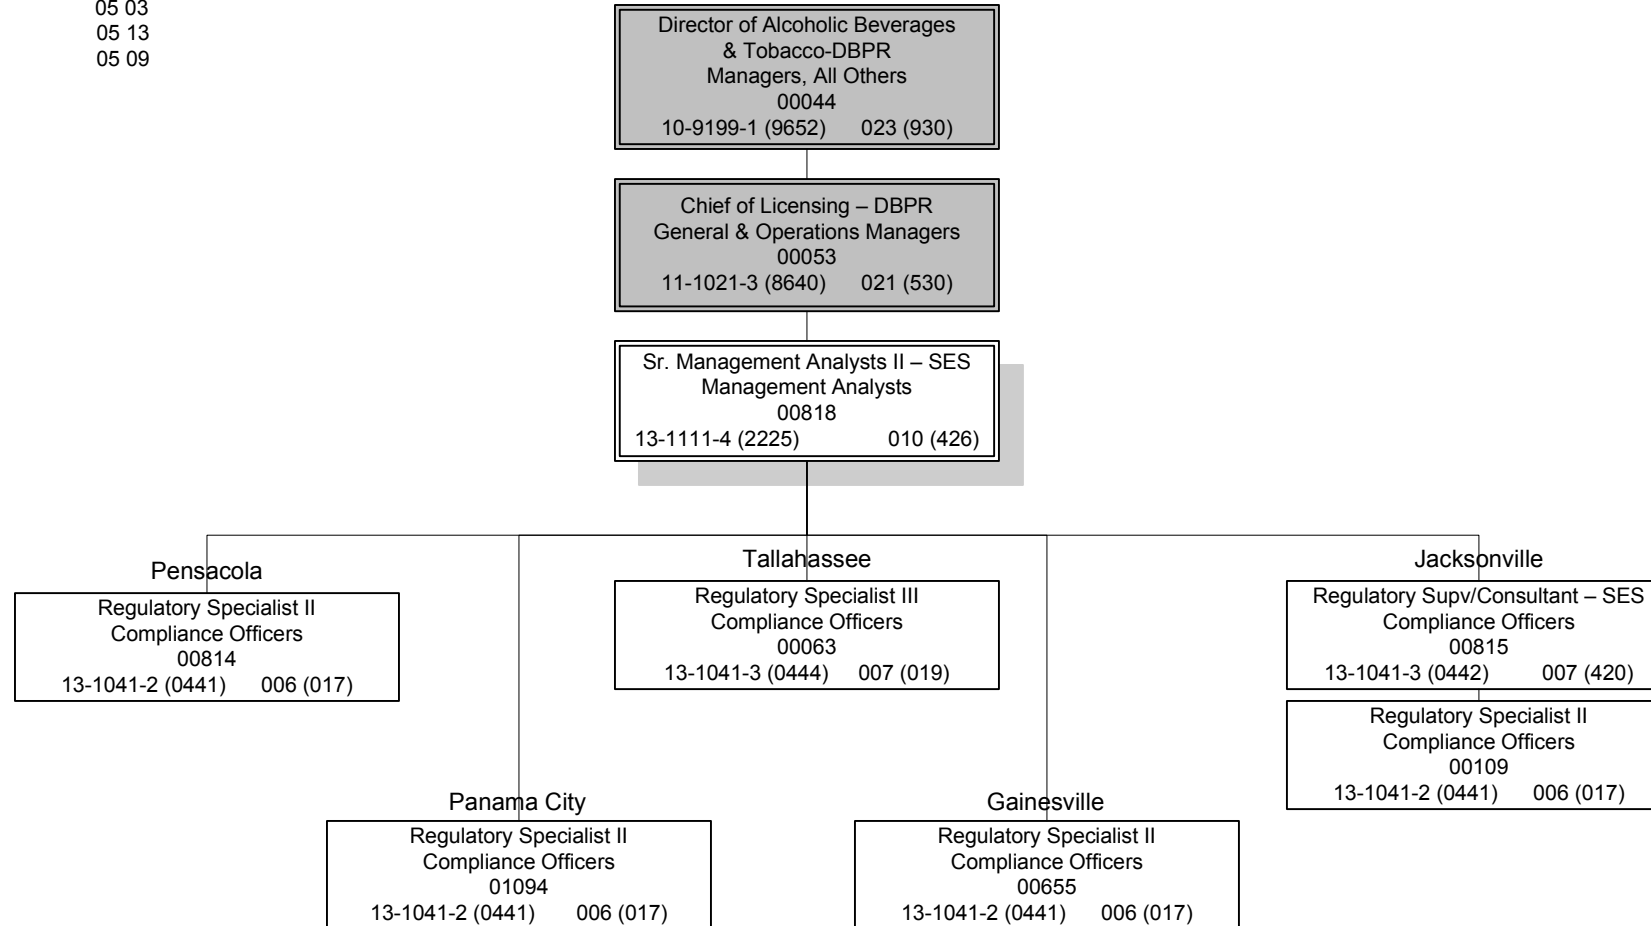 05 03
05 13
05 09
Director of Alcoholic Beverages
& Tobacco-DBPR
Managers, All Others
00044
10-9199-1 (9652) 023 (930)
Chief of Licensing – DBPR
General & Operations Managers
00053
11-1021-3 (8640) 021 (530)
Sr. Management Analysts II – SES
Management Analysts
00818
13-1111-4 (2225) 010 (426)
Pensacola
Regulatory Specialist II
Compliance Officers
00814
13-1041-2 (0441) 006 (017)
Tallahassee
Regulatory Specialist III
Compliance Officers
00063
13-1041-3 (0444) 007 (019)
Jacksonville
Regulatory Supv/Consultant – SES
Compliance Officers
00815
13-1041-3 (0442) 007 (420)
Regulatory Specialist II
Compliance Officers
00109
13-1041-2 (0441) 006 (017)
Panama City
Regulatory Specialist II
Compliance Officers
01094
13-1041-2 (0441) 006 (017)
Gainesville
Regulatory Specialist II
Compliance Officers
00655
13-1041-2 (0441) 006 (017)